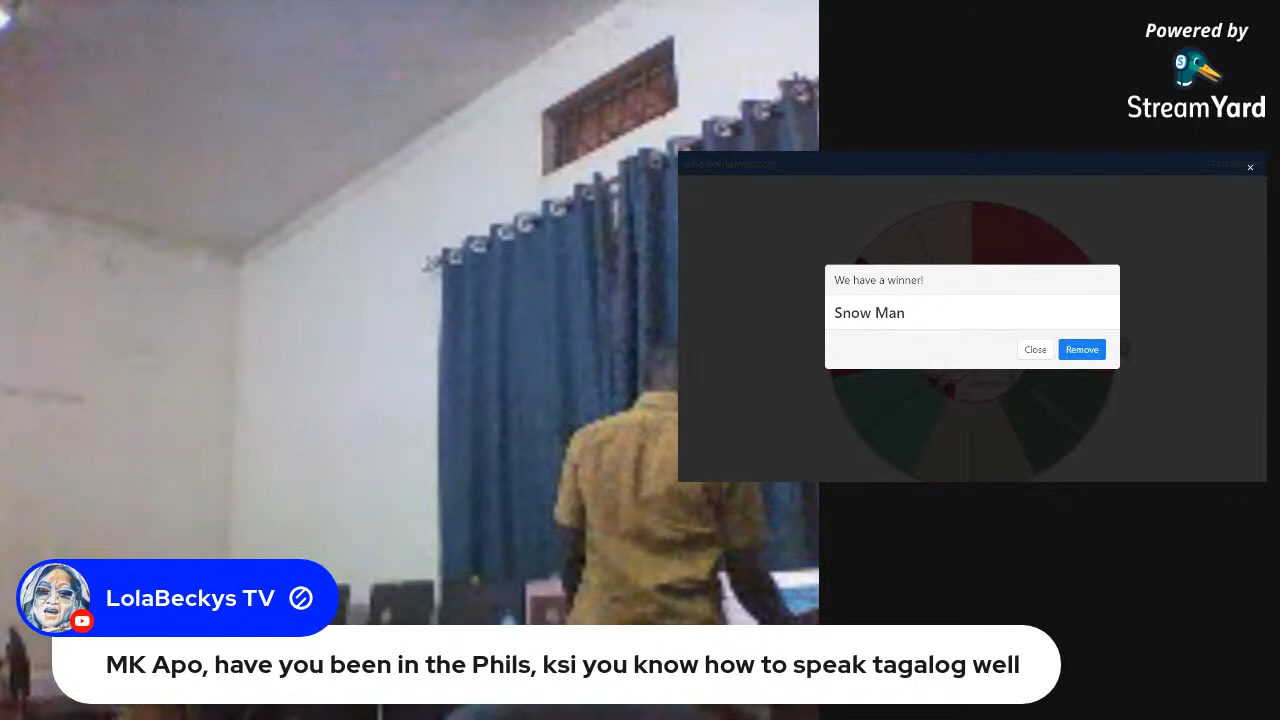 Powered by
StreamYard
We have a winner!
Snow Man
Close
Remove
LolaBeckys TV
MK Apo, have you been in the Phils, ksi you know how to speak tagalog well